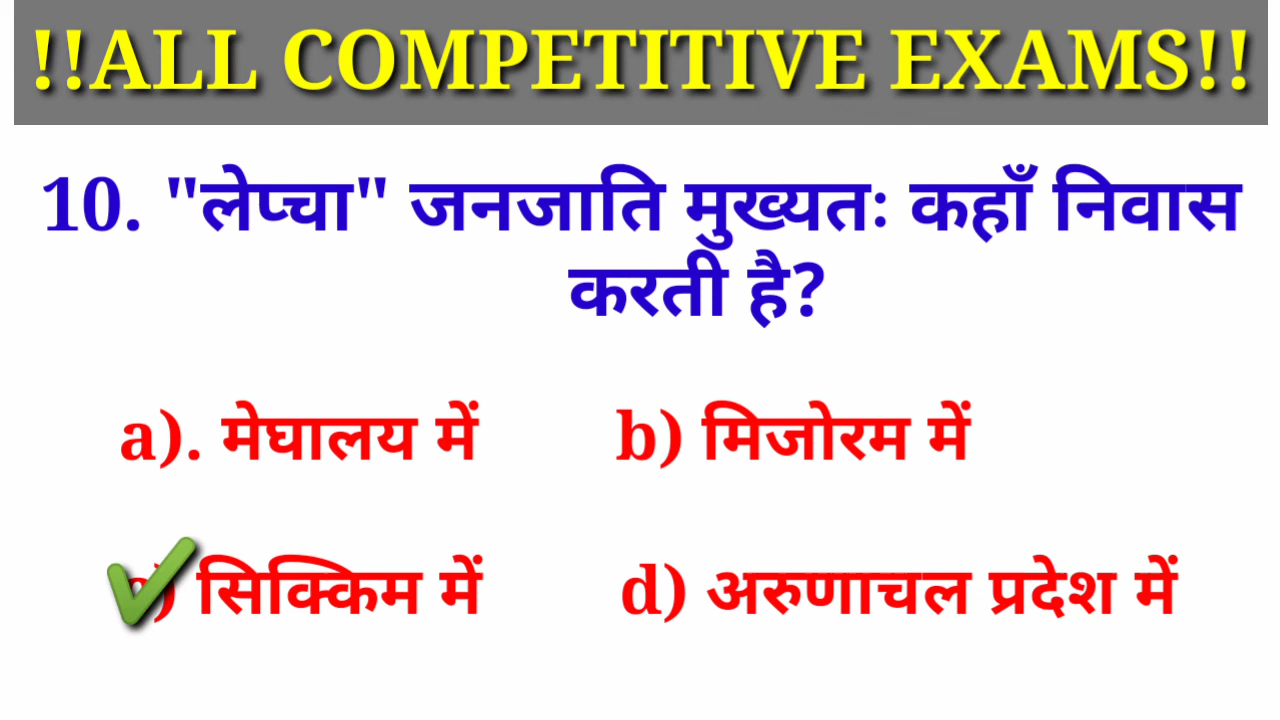 !!ALL COMPETITIVE EXAMS!!
10. "लेप्चा" जनजाति मुख्यतः कहाँ निवास
करती है?
a). मेघालय में b) मिजोरम में
c) सिक्किम में d) अरुणाचल प्रदेश में